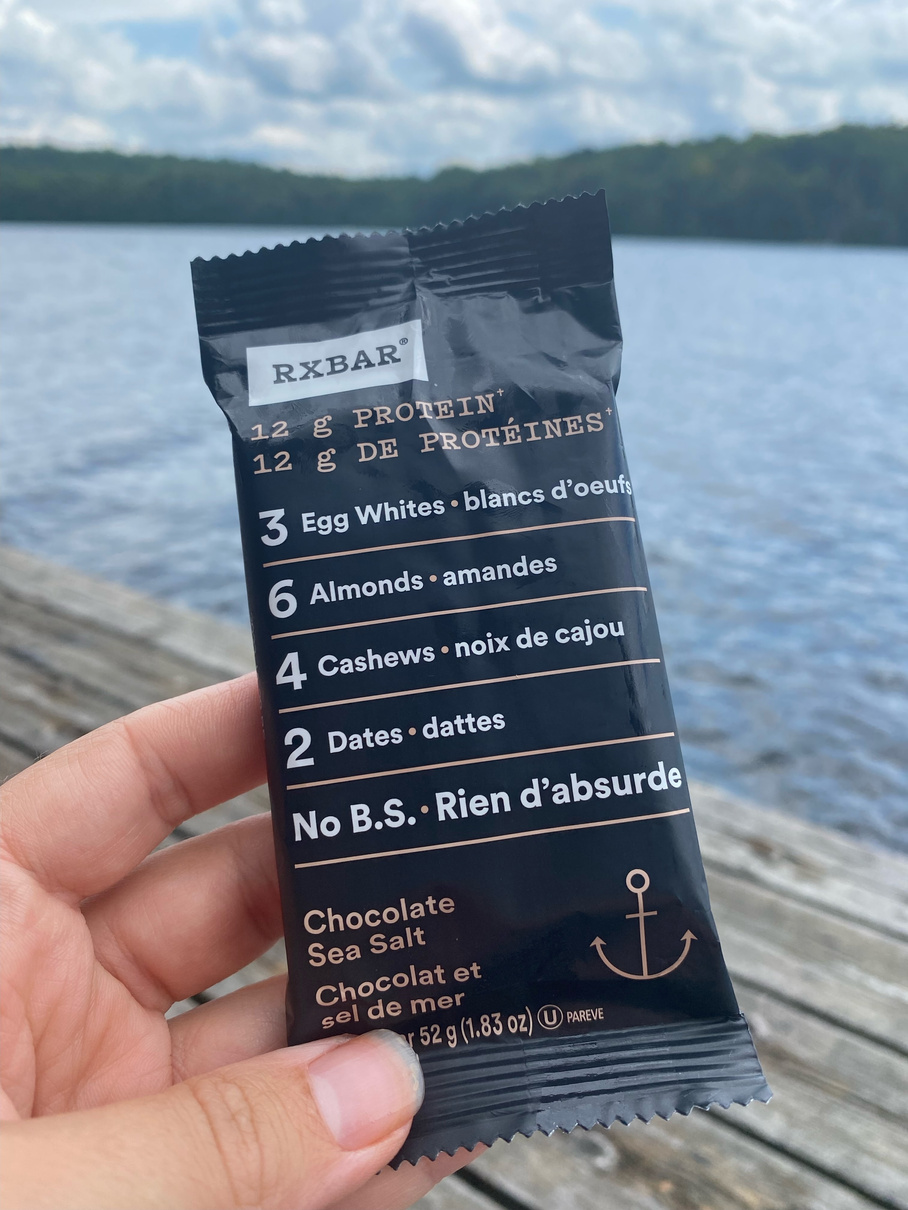 RXBAR®
12 g PROTEIN†
12 g DE PROTÉINES†
3 Egg Whites • blancs d'oeufs
6 Almonds • amandes
4 Cashews • noix de cajou
2 Dates • dattes
No B.S. • Rien d'absurde
Chocolate
Sea Salt
Chocolat et
sel de mer
52 g (1.83 oz) U PAREVE